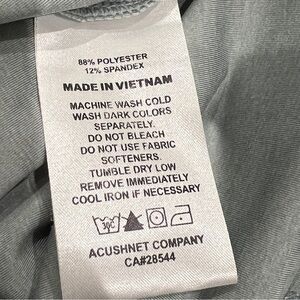 88% POLYESTER
12% SPANDEX
MADE IN VIETNAM
MACHINE WASH COLD
WASH DARK COLORS
SEPARATELY.
DO NOT BLEACH
DO NOT USE FABRIC
SOFTENERS.
TUMBLE DRY LOW
REMOVE IMMEDIATELY
COOL IRON IF NECESSARY
30C
ACUSHNET COMPANY
CA#28544